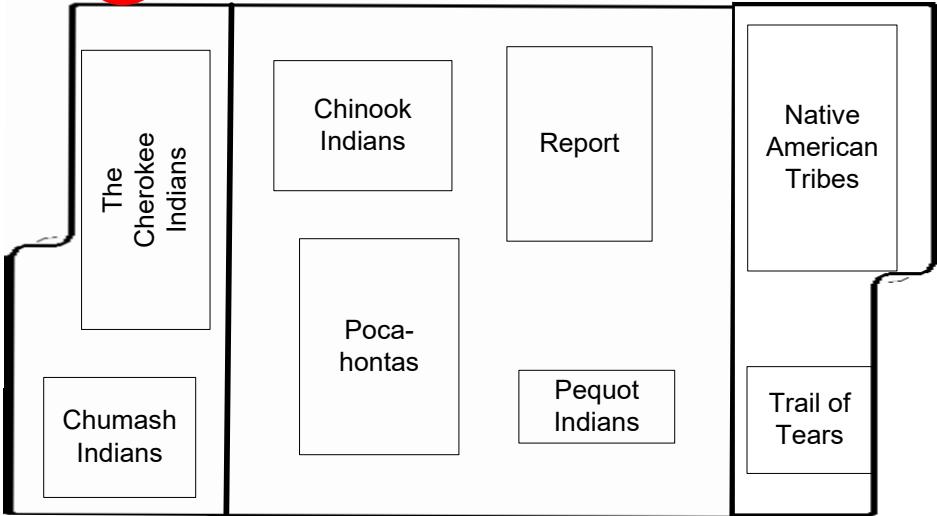 The
Cherokee
Indians
Chumash
Indians
Chinook
Indians
Report
Poca-
hontas
Pequot
Indians
Native
American
Tribes
Trail of
Tears